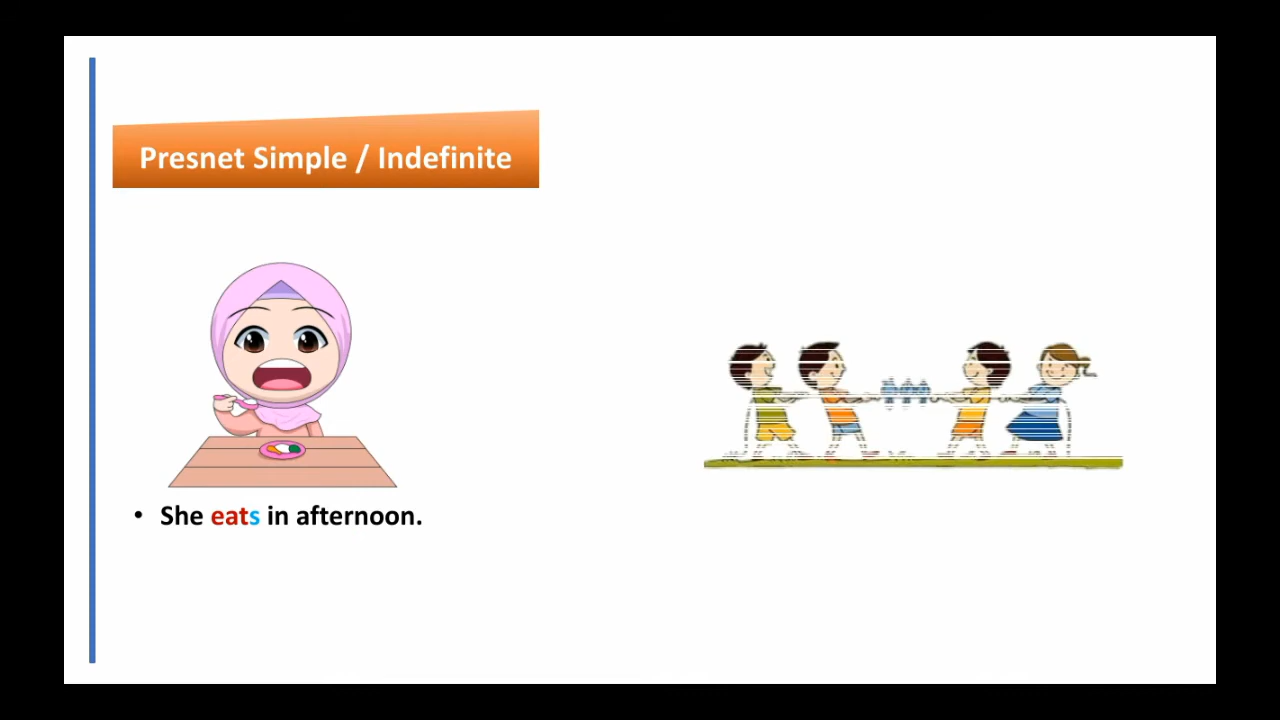 Presnet Simple / Indefinite
• She eats in afternoon.